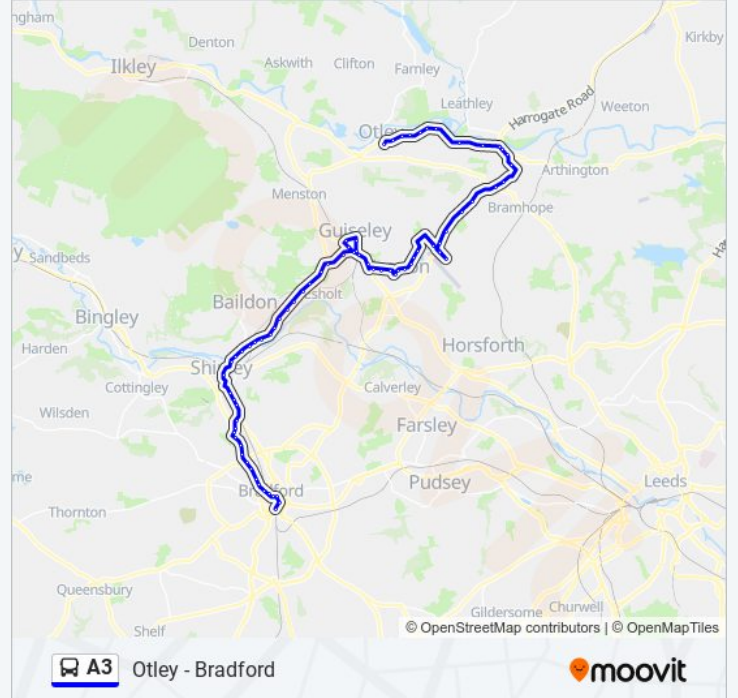 ngham
Denton
Kirkby
Ilkley
Askwith
Clifton
Farnley
Leathley
Harrogate Road
Weeton
Otley
Arthington
Menston
Bramhope
Guiseley
Sandbeds
Esholt
Baildon
Bingley
Harden
Horsforth
Shipley
Cottingley
Calverley
Wilsden
Farsley
Bradford
Pudsey
Leeds
Thornton
Queensbury
Gildersome
Churwell
Shelf
© OpenStreetMap contributors | © OpenMapTiles
A3
Otley - Bradford
moovit